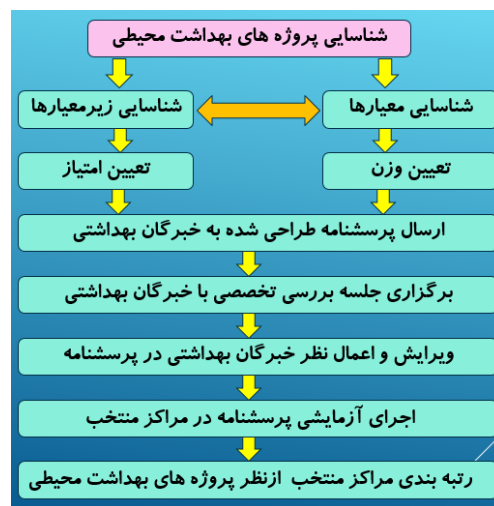 شناسایی پروژه های بهداشت محیطی
شناسایی معیارها
شناسایی زیرمعیارها
تعیین وزن
تعیین امتیاز
ارسال پرسشنامه طراحی شده به خبرگان بهداشتی
برگزاری جلسه بررسی تخصصی با خبرگان بهداشتی
ویرایش و اعمال نظر خبرگان بهداشتی در پرسشنامه
اجرای آزمایشی پرسشنامه در مراکز منتخب
رتبه بندی مراکز منتخب ازنظر پروژه های بهداشت محیطی